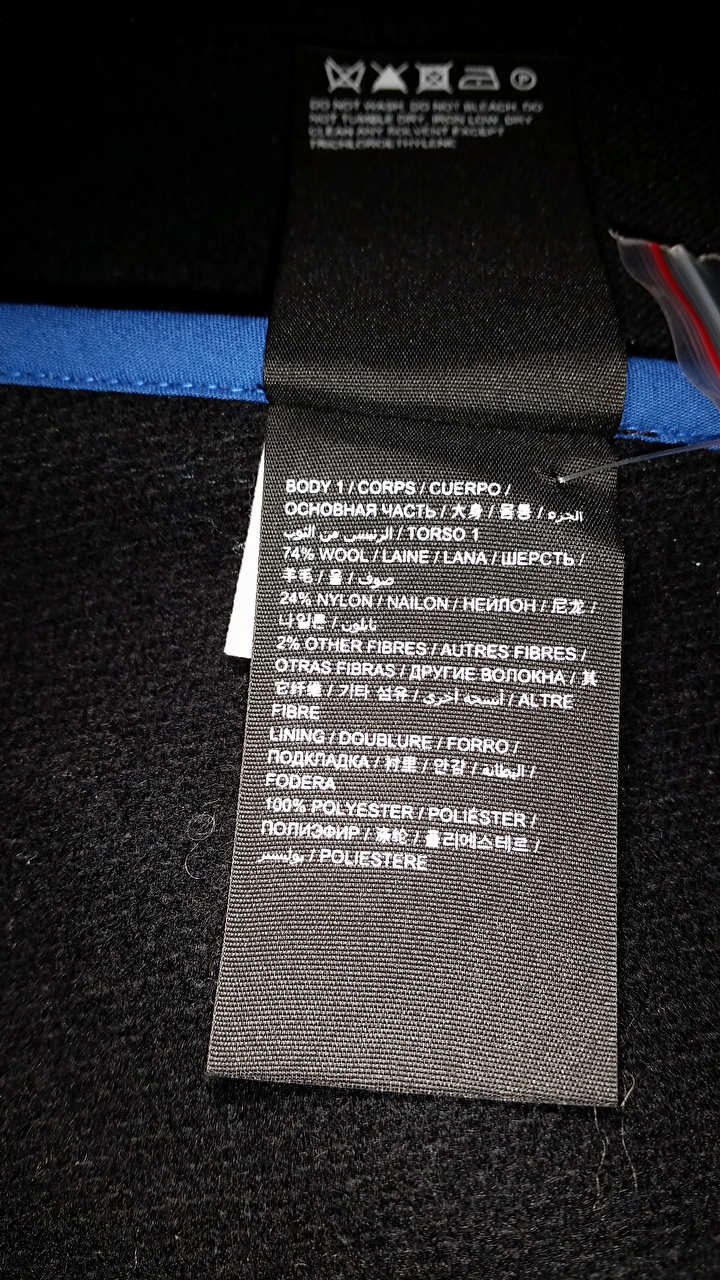 DO NOT WASH. DO NOT BLEACH. DO
NOT TUMBLE DRY. IRON LOW. DRY
CLEAN ANY SOLVENT EXCEPT
TRICHLOROETHYLENE
BODY 1 / CORPS / CUERPO /
ОСНОВНАЯ ЧАСТЬ / 大身 / 몸통 / الجزء
الرئيسي من الثوب / TORSO 1
74% WOOL / LAINE / LANA / ШЕРСТЬ /
羊毛 / 울 / صوف
24% NYLON / NAILON / НЕЙЛОН / 尼龙 /
나일론 / نايلون
2% OTHER FIBRES / AUTRES FIBRES /
OTRAS FIBRAS / ДРУГИЕ ВОЛОКНА / 其
它纤维 / 기타 섬유 / أنسجة أخرى / ALTRE
FIBRE
LINING / DOUBLURE / FORRO /
ПОДКЛАДКА / 衬里 / 안감 / البطانه /
FODERA
100% POLYESTER / POLIÉSTER /
ПОЛИЭФИР / 涤纶 / 폴리에스테르 /
بوليستر / POLIESTERE